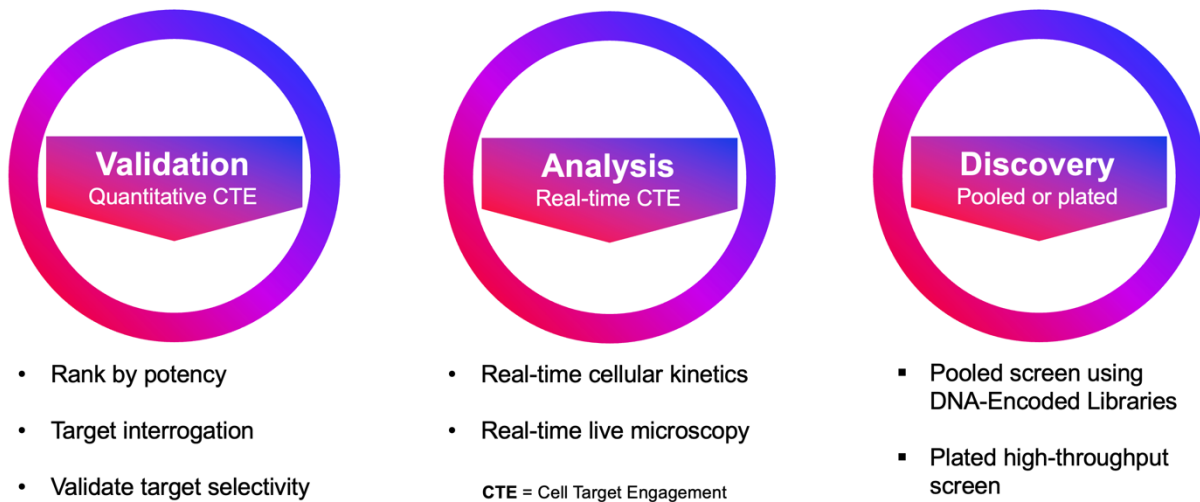 Validation
Quantitative CTE
• Rank by potency
• Target interrogation
• Validate target selectivity
Analysis
Real-time CTE
• Real-time cellular kinetics
• Real-time live microscopy
CTE = Cell Target Engagement
Discovery
Pooled or plated
▪ Pooled screen using
DNA-Encoded Libraries
▪ Plated high-throughput
screen